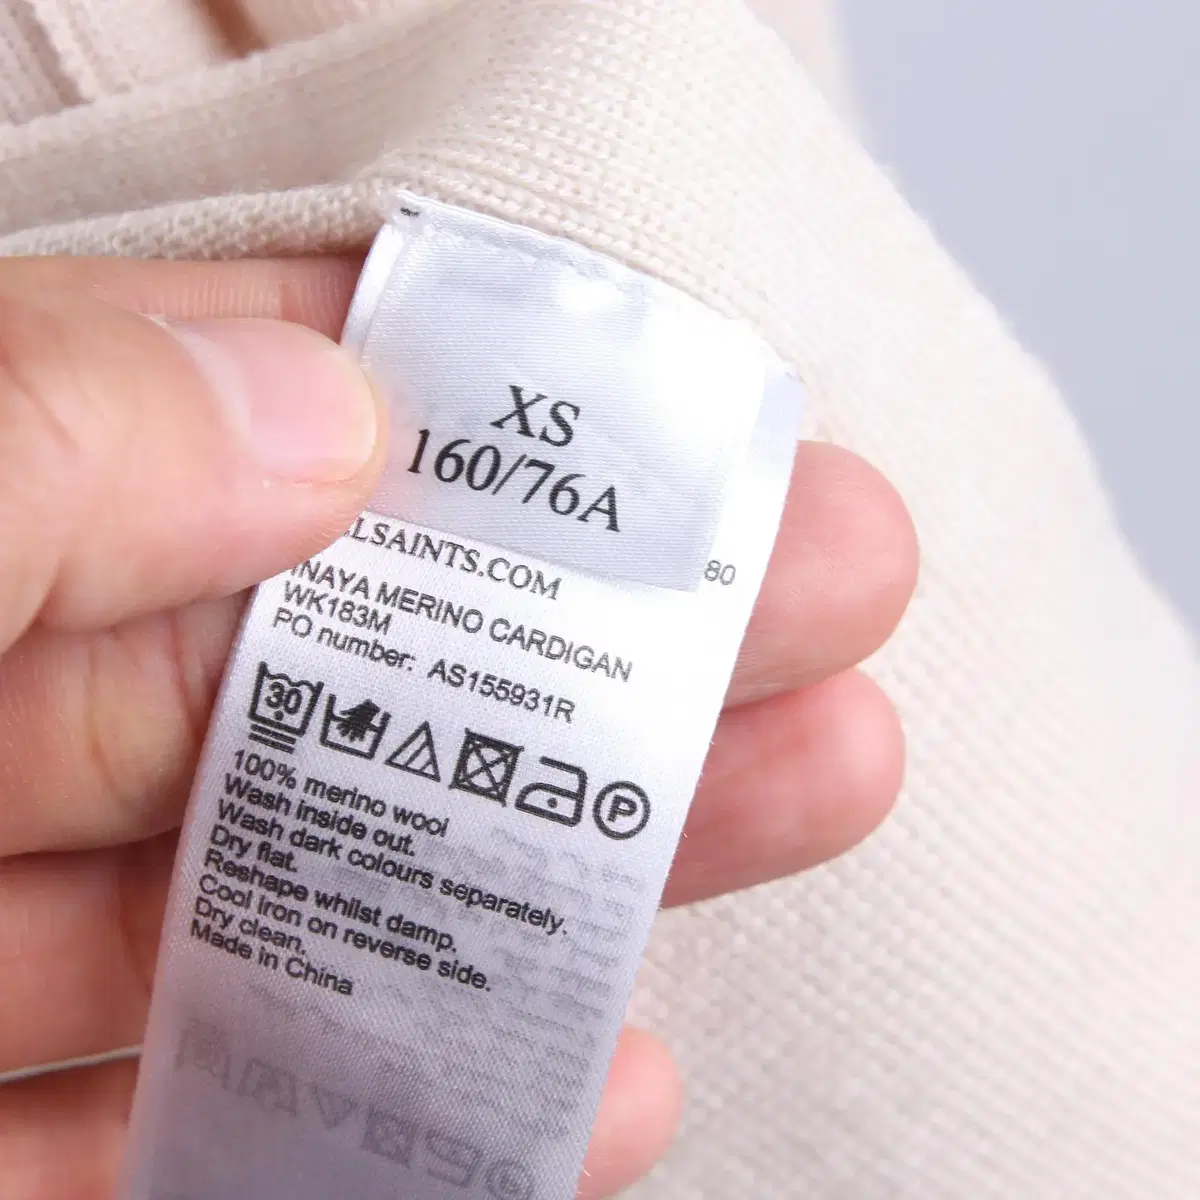 XS
160/76A
LSAINTS.COM
80
INAYA MERINO CARDIGAN
WK183M
PO number: AS155931R
30
P
100% merino wool
Wash inside out.
Wash dark colours separately.
Dry flat.
Reshape whilst damp.
Cool iron on reverse side.
Dry clean.
Made in China